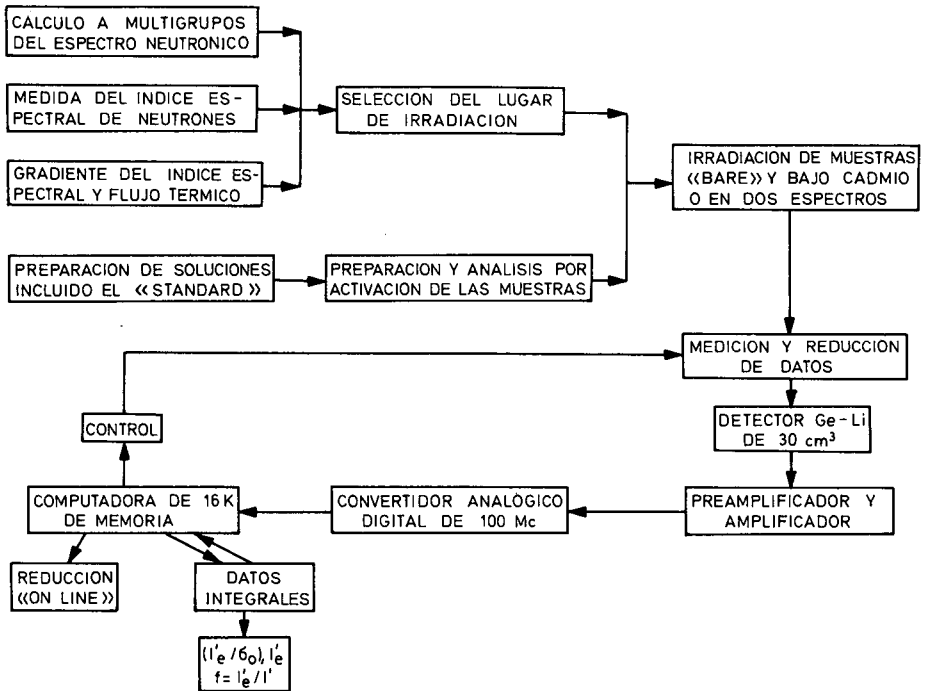 CALCULO A MULTIGRUPOS
DEL ESPECTRO NEUTRONICO
MEDIDA DEL INDICE ES-
PECTRAL DE NEUTRONES
GRADIENTE DEL INDICE ES-
PECTRAL Y FLUJO TERMICO
SELECCION DEL LUGAR
DE IRRADIACION
IRRADIACION DE MUESTRAS
«BARE» Y BAJO CADMIO
O EN DOS ESPECTROS
PREPARACION DE SOLUCIONES
INCLUIDO EL «STANDARD»
PREPARACION Y ANALISIS POR
ACTIVACION DE LAS MUESTRAS
MEDICION Y REDUCCION
DE DATOS
CONTROL
DETECTOR Ge-Li
DE 30 cm³
COMPUTADORA DE 16 K
DE MEMORIA
CONVERTIDOR ANALOGICO
DIGITAL DE 100 Mc
PREAMPLIFICADOR Y
AMPLIFICADOR
REDUCCION
«ON LINE»
DATOS
INTEGRALES
(I'e/σ0), I'e
f = I'e/I'